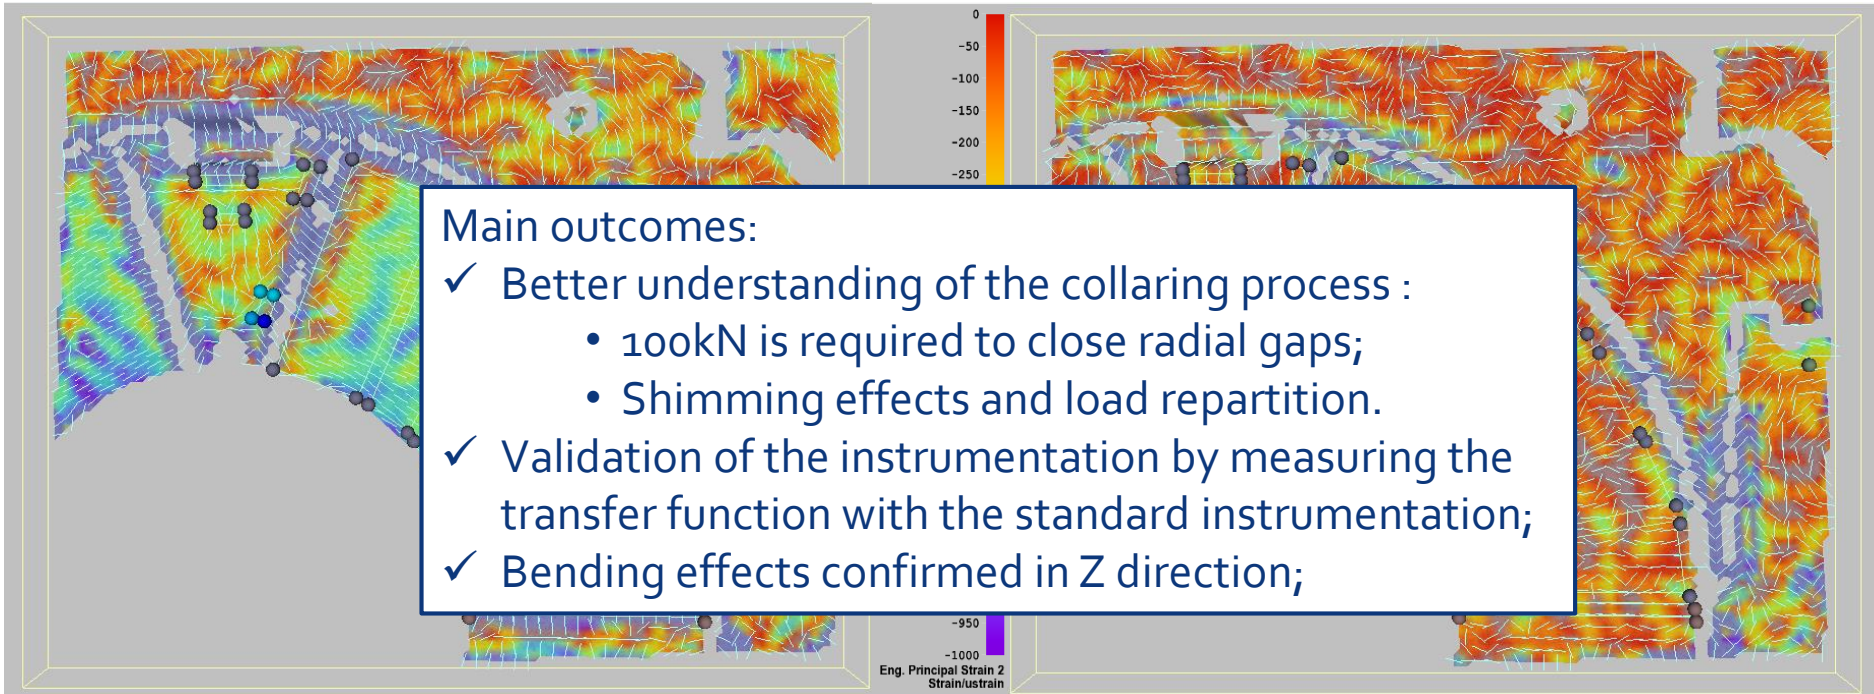 0
-50
-100
-150
-200
-250
Main outcomes:
✓ Better understanding of the collaring process :
• 100kN is required to close radial gaps;
• Shimming effects and load repartition.
✓ Validation of the instrumentation by measuring the
transfer function with the standard instrumentation;
✓ Bending effects confirmed in Z direction;
-950
-1000
Eng. Principal Strain 2
Strain/ustrain